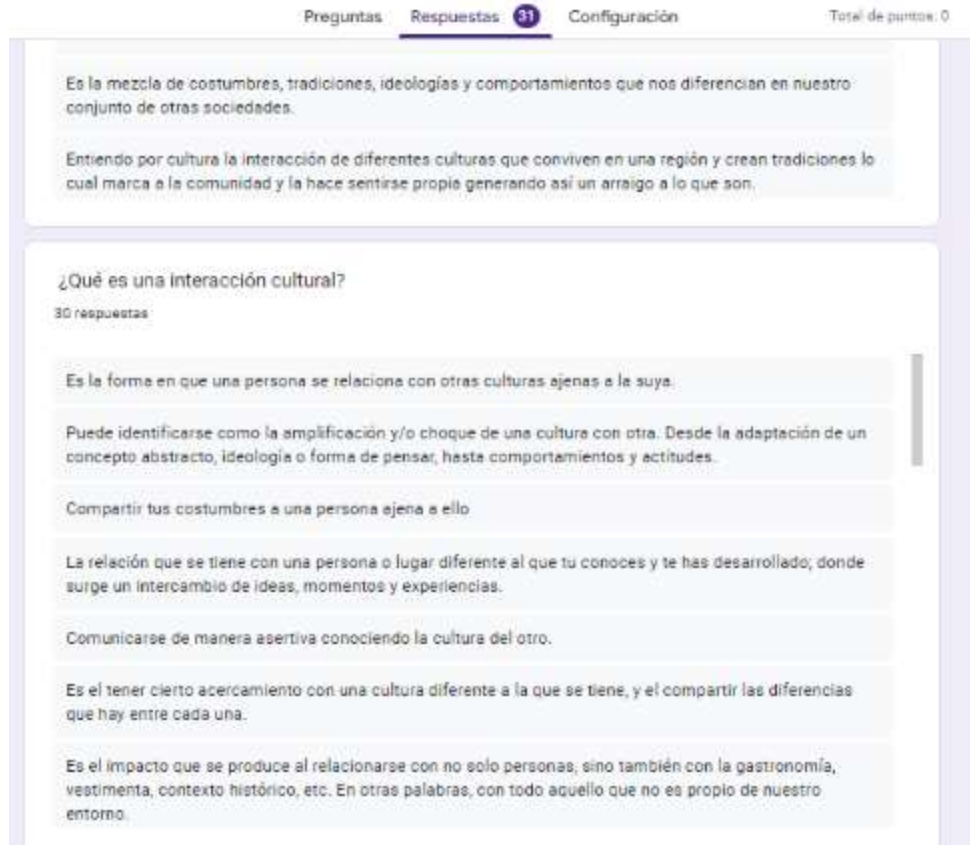 Preguntas Respuestas 31 Configuración Total de puntos: 0
Es la mezcla de costumbres, tradiciones, ideologías y comportamientos que nos diferencian en nuestro
conjunto de otras sociedades.
Entiendo por cultura la interacción de diferentes culturas que conviven en una región y crean tradiciones lo
cual marca a la comunidad y la hace sentirse propia generando así un arraigo a lo que son.
¿Qué es una interacción cultural?
30 respuestas
Es la forma en que una persona se relaciona con otras culturas ajenas a la suya.
Puede identificarse como la amplificación y/o choque de una cultura con otra. Desde la adaptación de un
concepto abstracto, ideología o forma de pensar, hasta comportamientos y actitudes.
Compartir tus costumbres a una persona ajena a ello
La relación que se tiene con una persona o lugar diferente al que tu conoces y te has desarrollado; donde
surge un intercambio de ideas, momentos y experiencias.
Comunicarse de manera asertiva conociendo la cultura del otro.
Es el tener cierto acercamiento con una cultura diferente a la que se tiene, y el compartir las diferencias
que hay entre cada una.
Es el impacto que se produce al relacionarse con no solo personas, sino también con la gastronomía,
vestimenta, contexto histórico, etc. En otras palabras, con todo aquello que no es propio de nuestro
entorno.